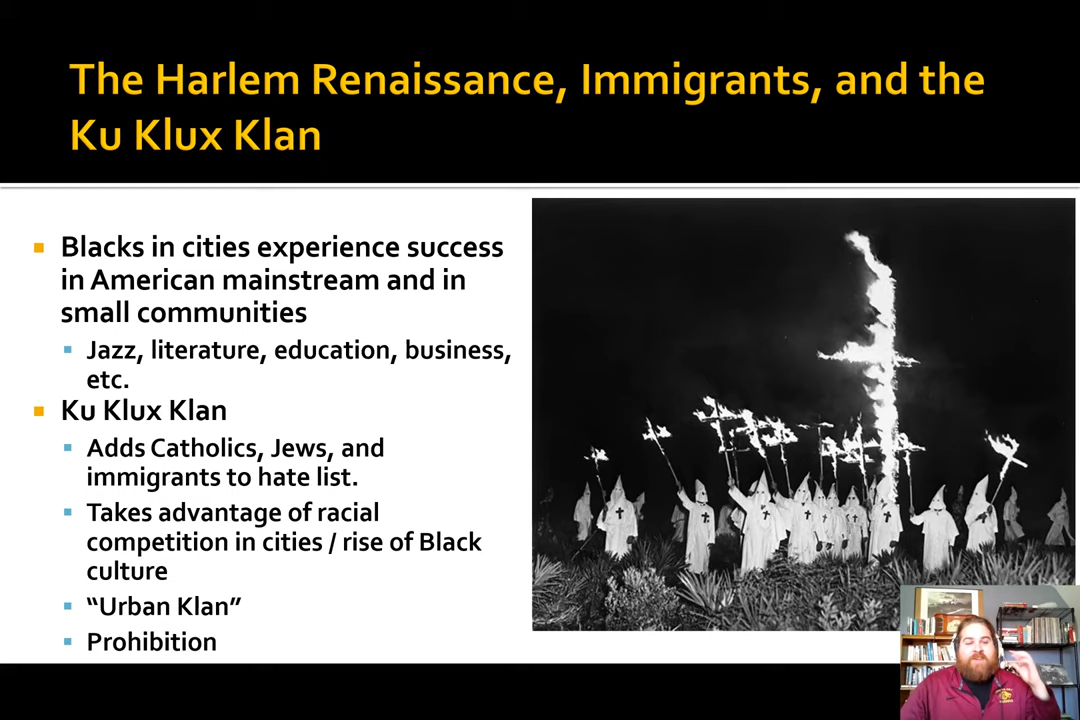 The Harlem Renaissance, Immigrants, and the
Ku Klux Klan
Blacks in cities experience success
in American mainstream and in
small communities
Jazz, literature, education, business,
etc.
Ku Klux Klan
Adds Catholics, Jews, and
immigrants to hate list.
Takes advantage of racial
competition in cities / rise of Black
culture
“Urban Klan”
Prohibition